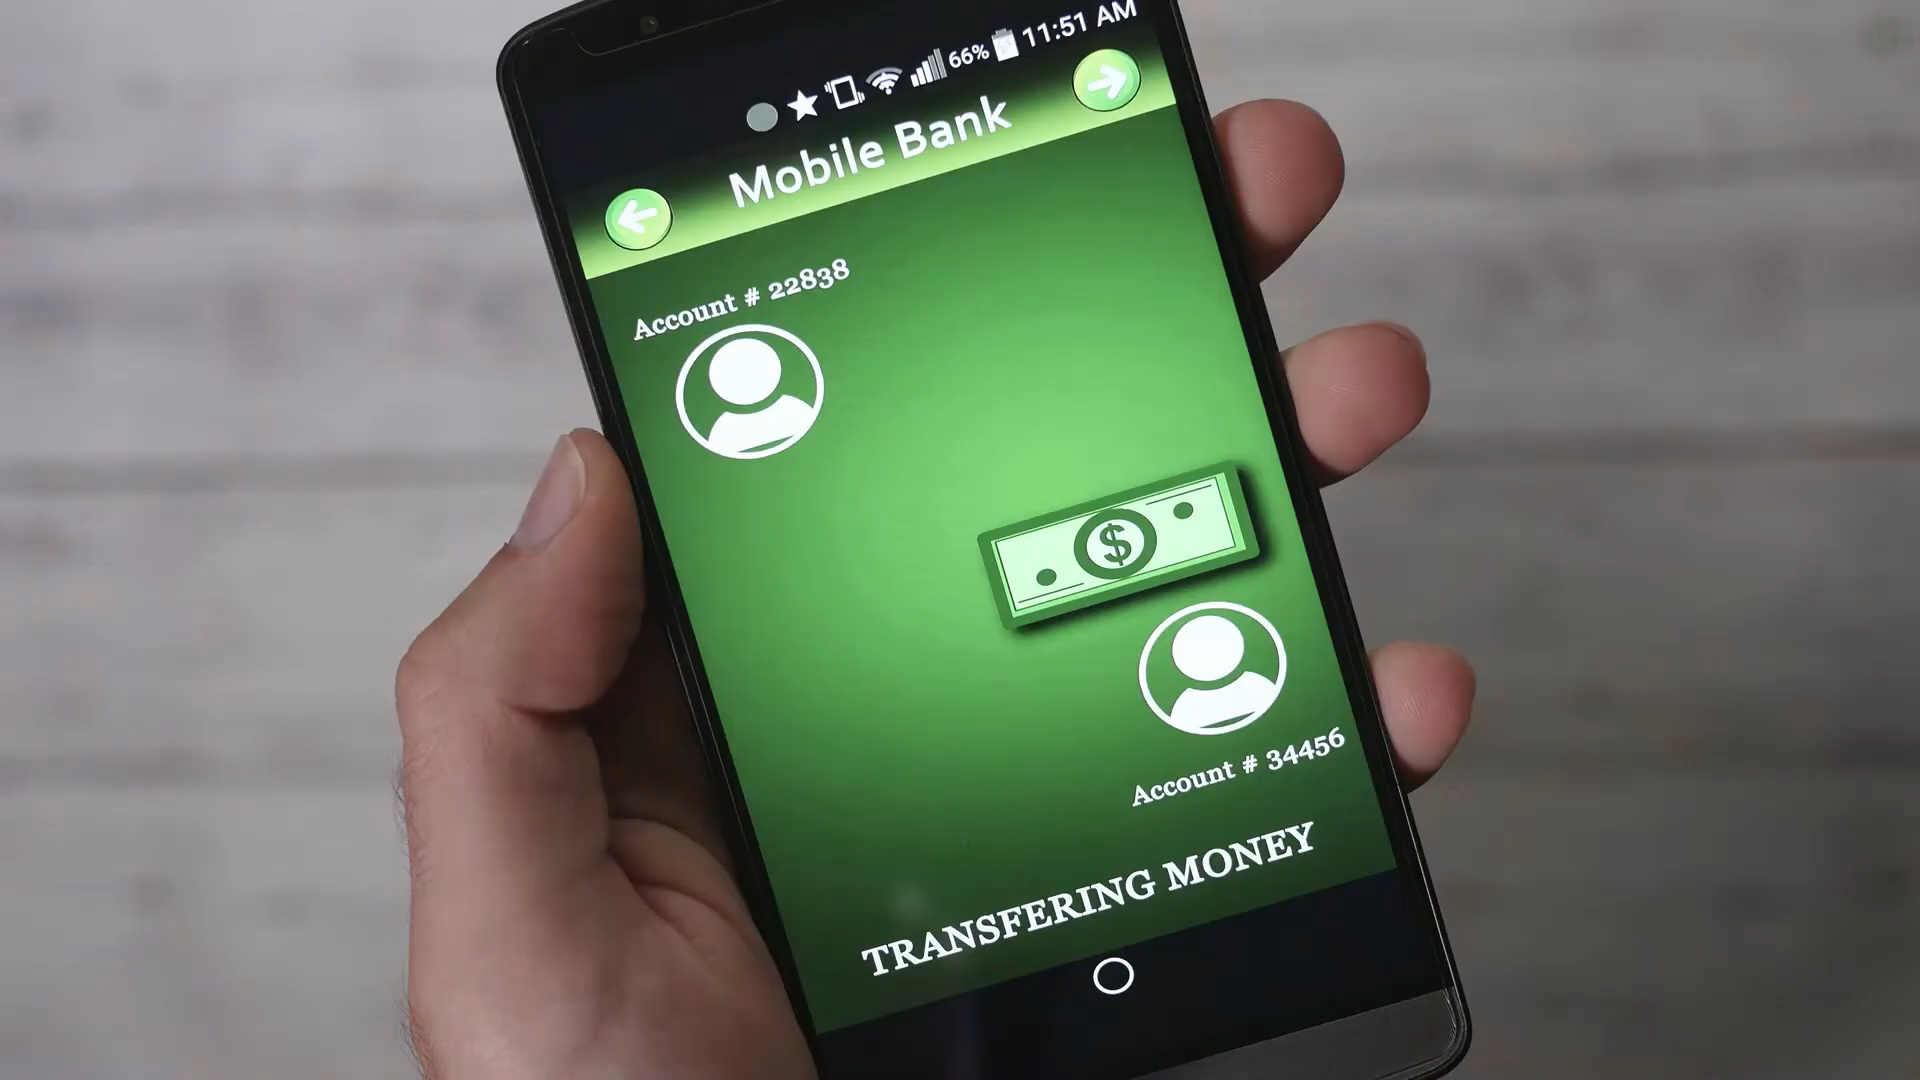 66% 11:51 AM
Mobile Bank
Account # 22838
$
Account # 34456
TRANSFERING MONEY